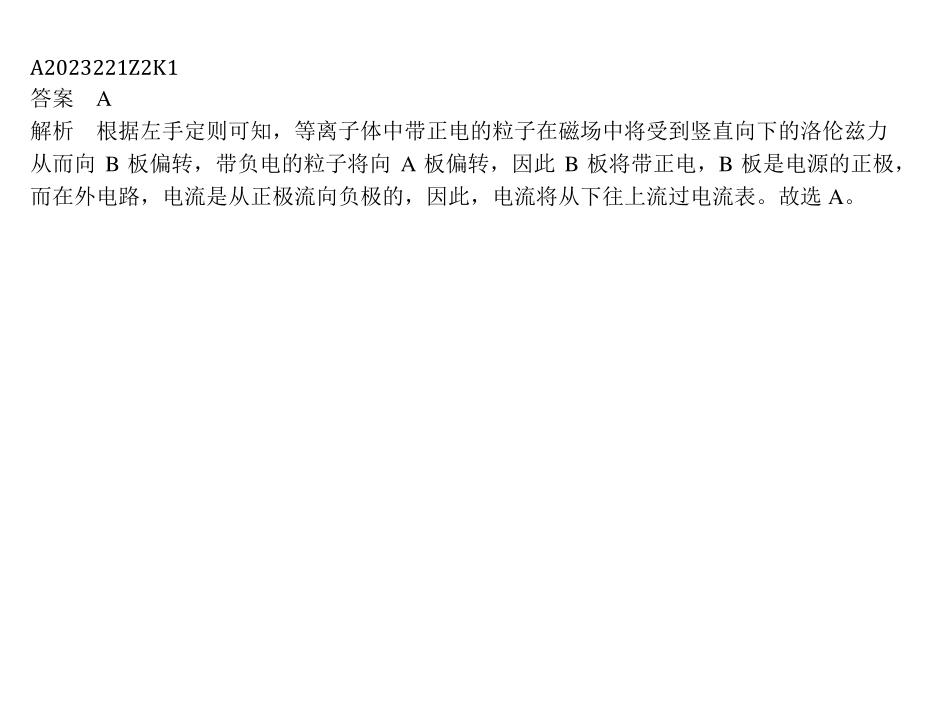 A2023221Z2K1
答案 A
解析 根据左手定则可知，等离子体中带正电的粒子在磁场中将受到竖直向下的洛伦兹力
从而向 B 板偏转，带负电的粒子将向 A 板偏转，因此 B 板将带正电，B 板是电源的正极，
而在外电路，电流是从正极流向负极的，因此，电流将从下往上流过电流表。故选 A。